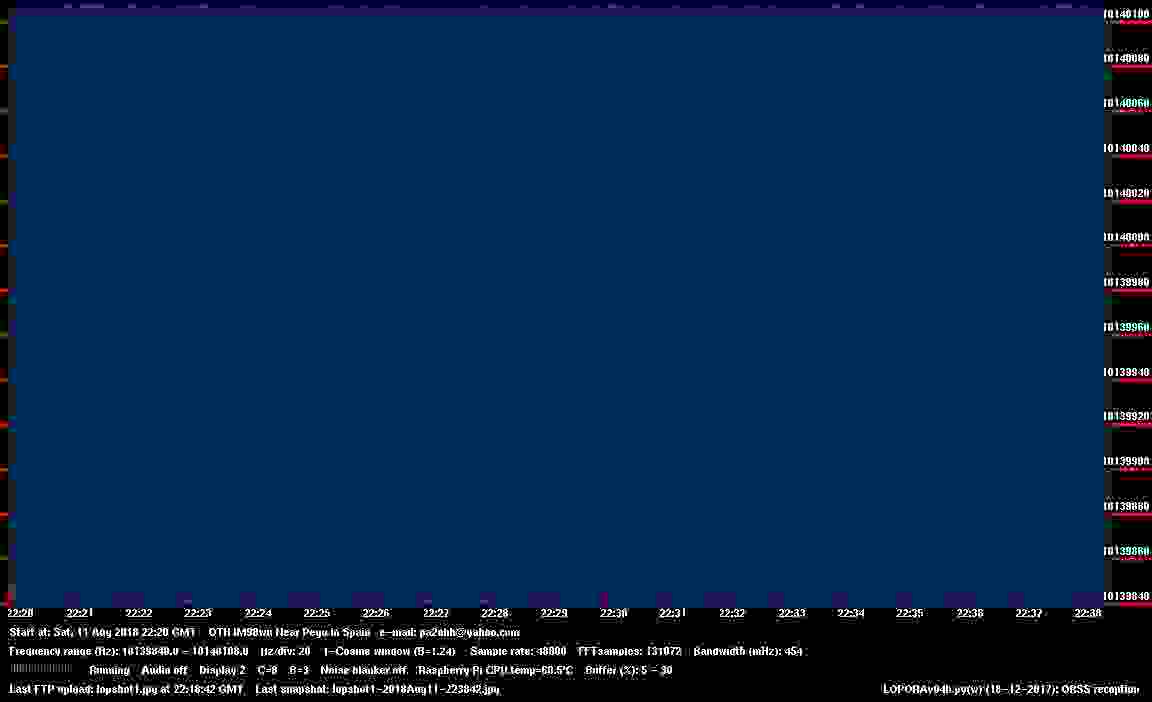 10140100
10140080
10140060
10140040
10140020
10140000
10139980
10139960
10139940
10139920
10139900
10139880
10139860
10139840
22:20 22:21 22:22 22:23 22:24 22:25 22:26 22:27 22:28 22:29 22:30 22:31 22:32 22:33 22:34 22:35 22:36 22:37 22:38
Start at: Sat, 11 Aug 2018 22:20 GMT QTH IM98wu Near Pego in Spain e-mail: pa2ohh@yahoo.com
Frequency range (Hz): 10139840.0 - 10140108.0 Hz/div: 20 T-Cosine window (B=1.24) Sample rate: 48000 FFTsamples: 131072 Bandwidth (mHz): 454
Running Audio off Display 2 C=8 B=3 Noise blanker off Raspberry Pi CPU temp=60.5°C Buffer (%): 5 - 30
Last FTP upload: lopshot1.jpg at 22:18:42 GMT Last snapshot: lopshot1-2018Aug11-223842.jpg
LOPORAv04b.py(w) (18-12-2017): QRSS reception